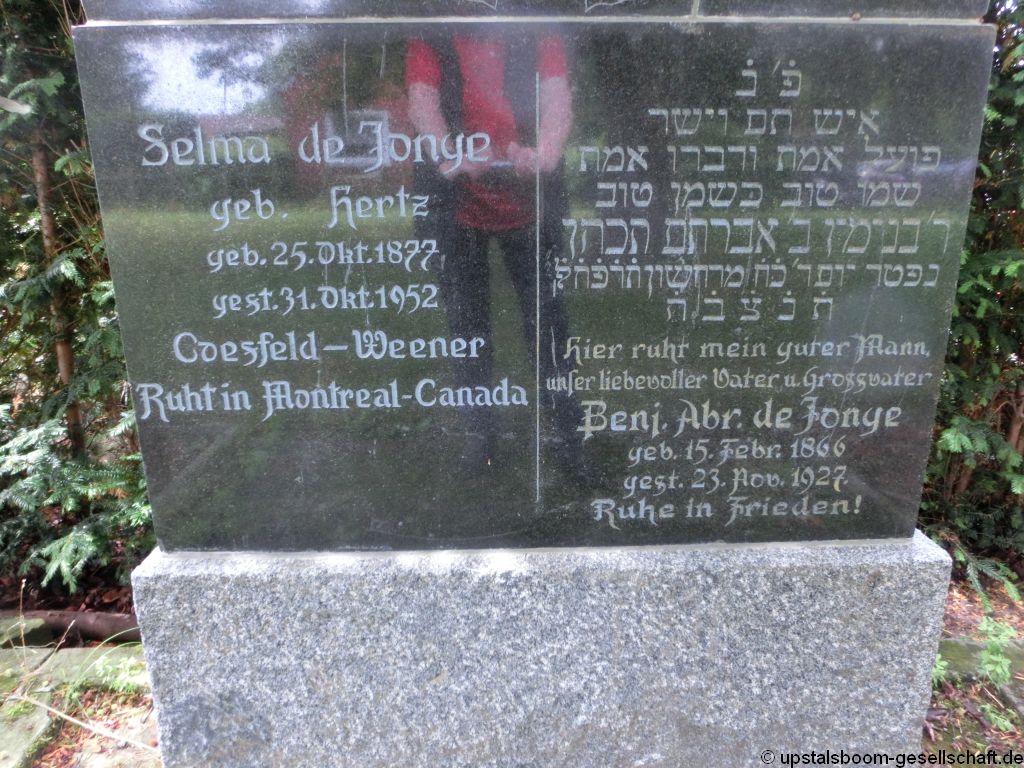 Selma de Jonge
geb. Hertz
geb. 25. Okt. 1877
gest. 31. Okt. 1952
Coesfeld-Weener
Ruht in Montreal-Canada
פ׳ נ׳
איש תם וישר
פועל אמת ודברו אמת
שמו טוב כשמן טוב
ר׳ בנימין ב׳ אברהם הכהן
נפטר יום ד׳ כ״ח מרחשון
ת׳ נ׳ צ׳ ב׳ ה׳
Hier ruht mein guter Mann,
unser liebevoller Vater u. Grossvater
Benj. Abr. de Jonge
geb. 15. Febr. 1866
gest. 23. Nov. 1927
Ruhe in Frieden!
© upstalsboom-gesellschaft.de